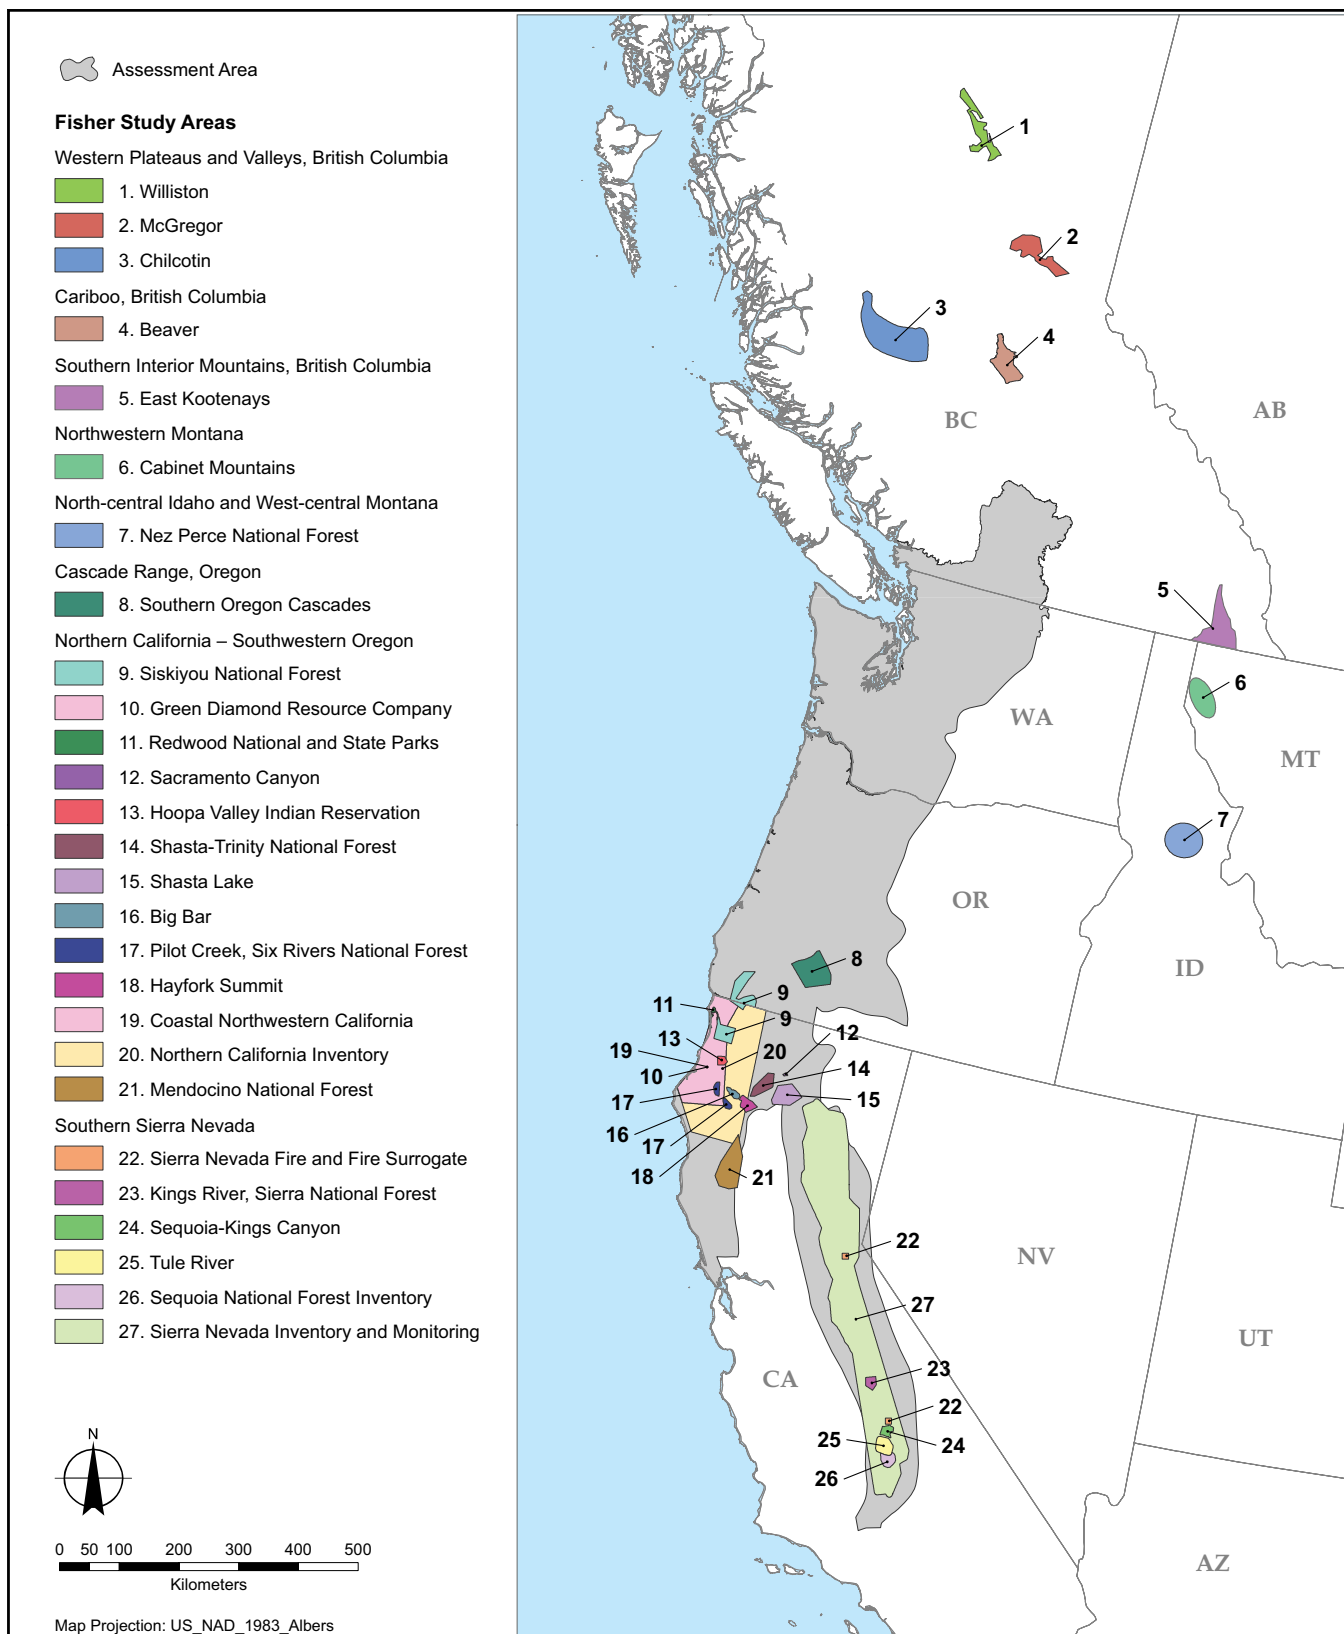 Assessment Area
Fisher Study Areas
Western Plateaus and Valleys, British Columbia
1. Williston
2. McGregor
3. Chilcotin
Cariboo, British Columbia
4. Beaver
Southern Interior Mountains, British Columbia
5. East Kootenays
Northwestern Montana
6. Cabinet Mountains
North-central Idaho and West-central Montana
7. Nez Perce National Forest
Cascade Range, Oregon
8. Southern Oregon Cascades
Northern California – Southwestern Oregon
9. Siskiyou National Forest
10. Green Diamond Resource Company
11. Redwood National and State Parks
12. Sacramento Canyon
13. Hoopa Valley Indian Reservation
14. Shasta-Trinity National Forest
15. Shasta Lake
16. Big Bar
17. Pilot Creek, Six Rivers National Forest
18. Hayfork Summit
19. Coastal Northwestern California
20. Northern California Inventory
21. Mendocino National Forest
Southern Sierra Nevada
22. Sierra Nevada Fire and Fire Surrogate
23. Kings River, Sierra National Forest
24. Sequoia-Kings Canyon
25. Tule River
26. Sequoia National Forest Inventory
27. Sierra Nevada Inventory and Monitoring
N
0 50 100 200 300 400 500
Kilometers
Map Projection: US_NAD_1983_Albers
1
2
3
4
BC
AB
5
6
WA
MT
7
OR
8
ID
9
11
9
13
12
19
20
10
14
17
15
16
17
18
21
22
NV
27
UT
23
CA
22
25
24
26
AZ